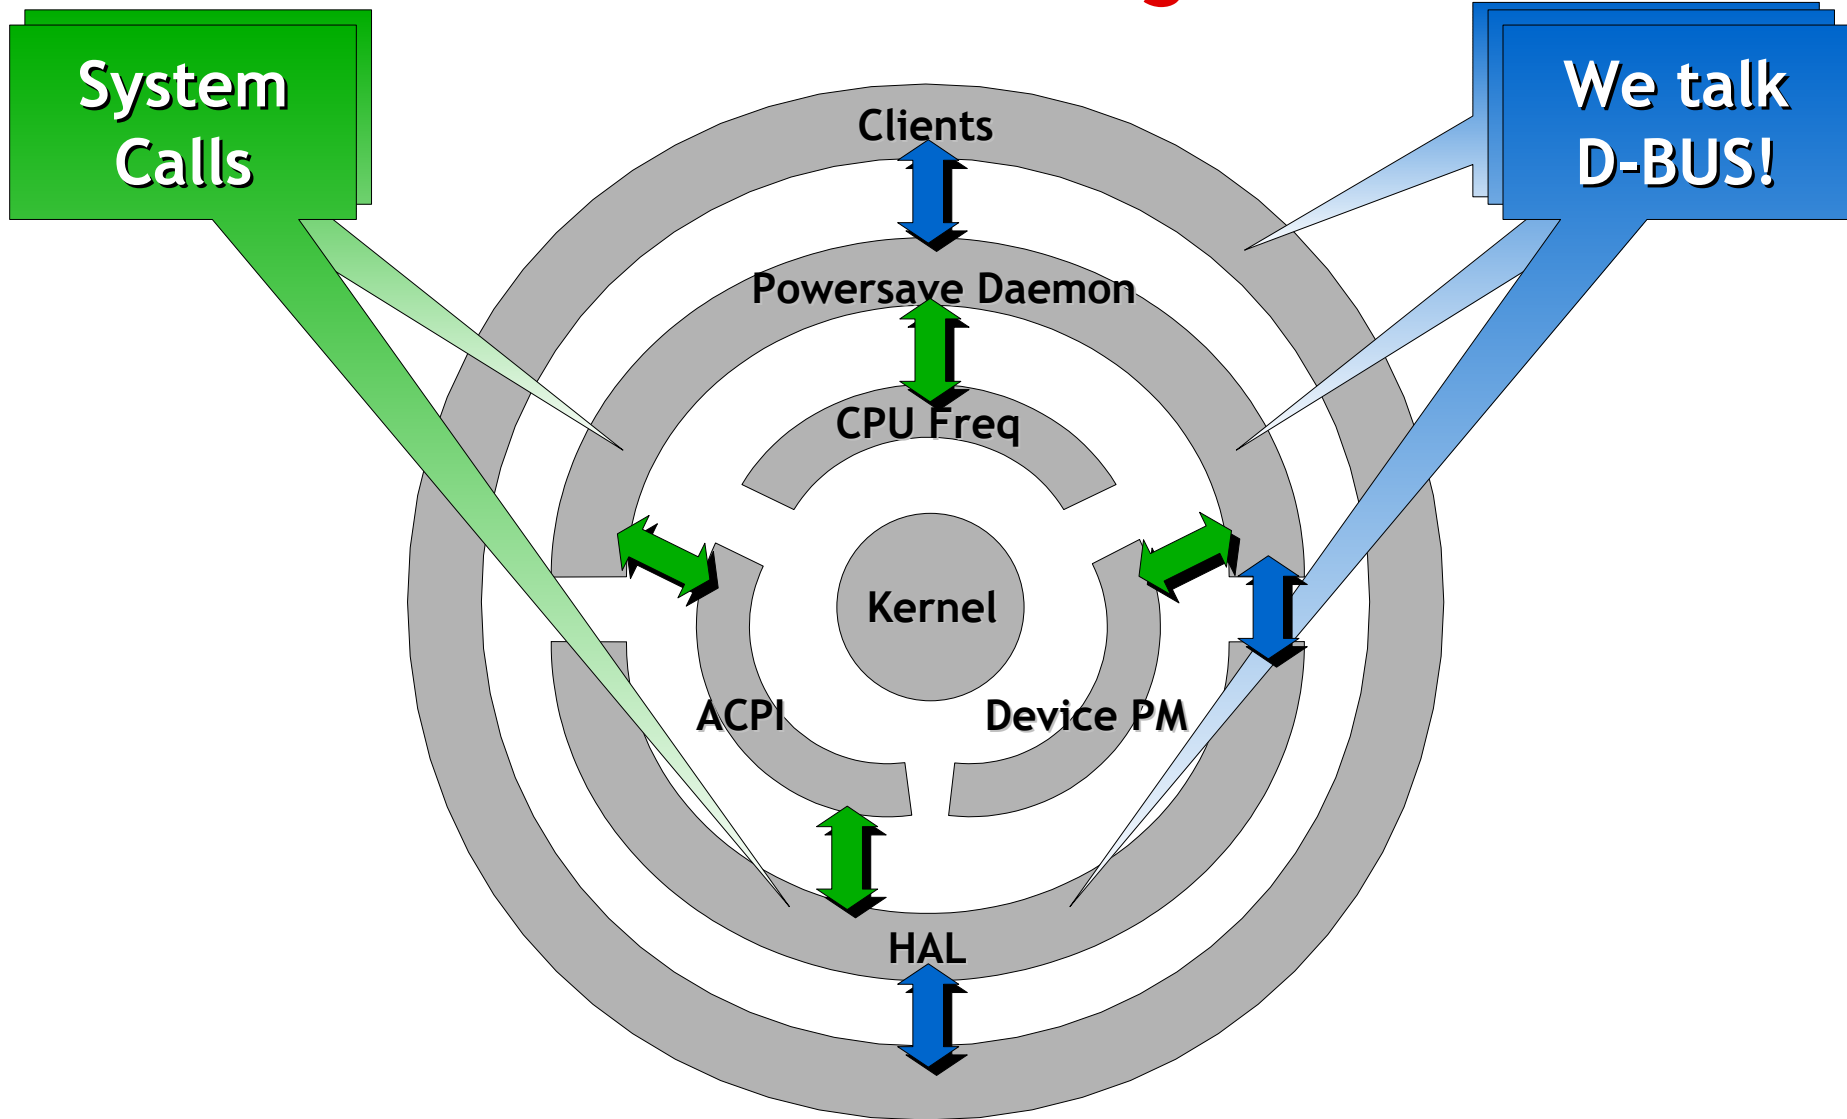 System
Calls
We talk
D-BUS!
Clients
Powersave Daemon
CPU Freq
Kernel
ACPI
Device PM
HAL